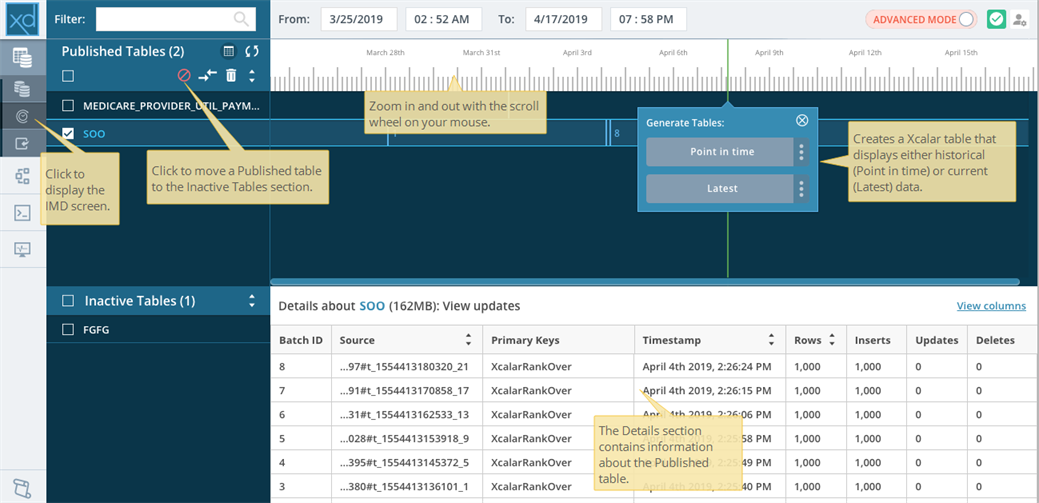 xd
Filter:
From: 3/25/2019 02 : 52 AM To: 4/17/2019 07 : 58 PM
ADVANCED MODE
Published Tables (2)
March 28th March 31st April 3rd April 6th April 9th April 12th April 15th
MEDICARE_PROVIDER_UTIL_PAYM...
SOO
8
Zoom in and out with the scroll
wheel on your mouse.
Generate Tables:
Point in time
Latest
Creates a Xcalar table that
displays either historical
(Point in time) or current
(Latest) data.
Click to
display the
IMD screen.
Click to move a Published table
to the Inactive Tables section.
Inactive Tables (1)
FGFG
Details about SOO (162MB): View updates
View columns
Batch ID Source Primary Keys Timestamp Rows Inserts Updates Deletes
8 ...97#t_1554413180320_21 XcalarRankOver April 4th 2019, 2:26:24 PM 1,000 1,000 0 0
7 ...91#t_1554413170858_17 XcalarRankOver April 4th 2019, 2:26:15 PM 1,000 1,000 0 0
6 ...31#t_1554413162533_13 XcalarRankOver April 4th 2019, 2:26:06 PM 1,000 1,000 0 0
5 ...028#t_1554413153918_9 XcalarRankOver April 4th 2019, 2:25:58 PM 1,000 1,000 0 0
4 ...395#t_1554413145372_5 XcalarRankOver April 4th 2019, 2:25:49 PM 1,000 1,000 0 0
3 ...380#t_1554413136101_1 XcalarRankOver April 4th 2019, 2:25:40 PM 1,000 1,000 0 0
The Details section
contains information
about the Published
table.